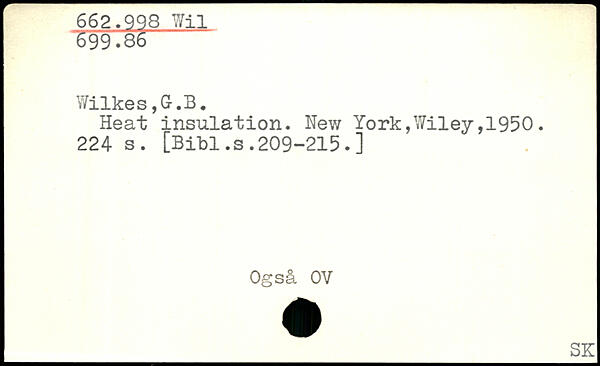 662.998 Wil
699.86
Wilkes,G.B.
Heat insulation. New York,Wiley,1950.
224 s. [Bibl.s.209-215.]
Også OV
SK